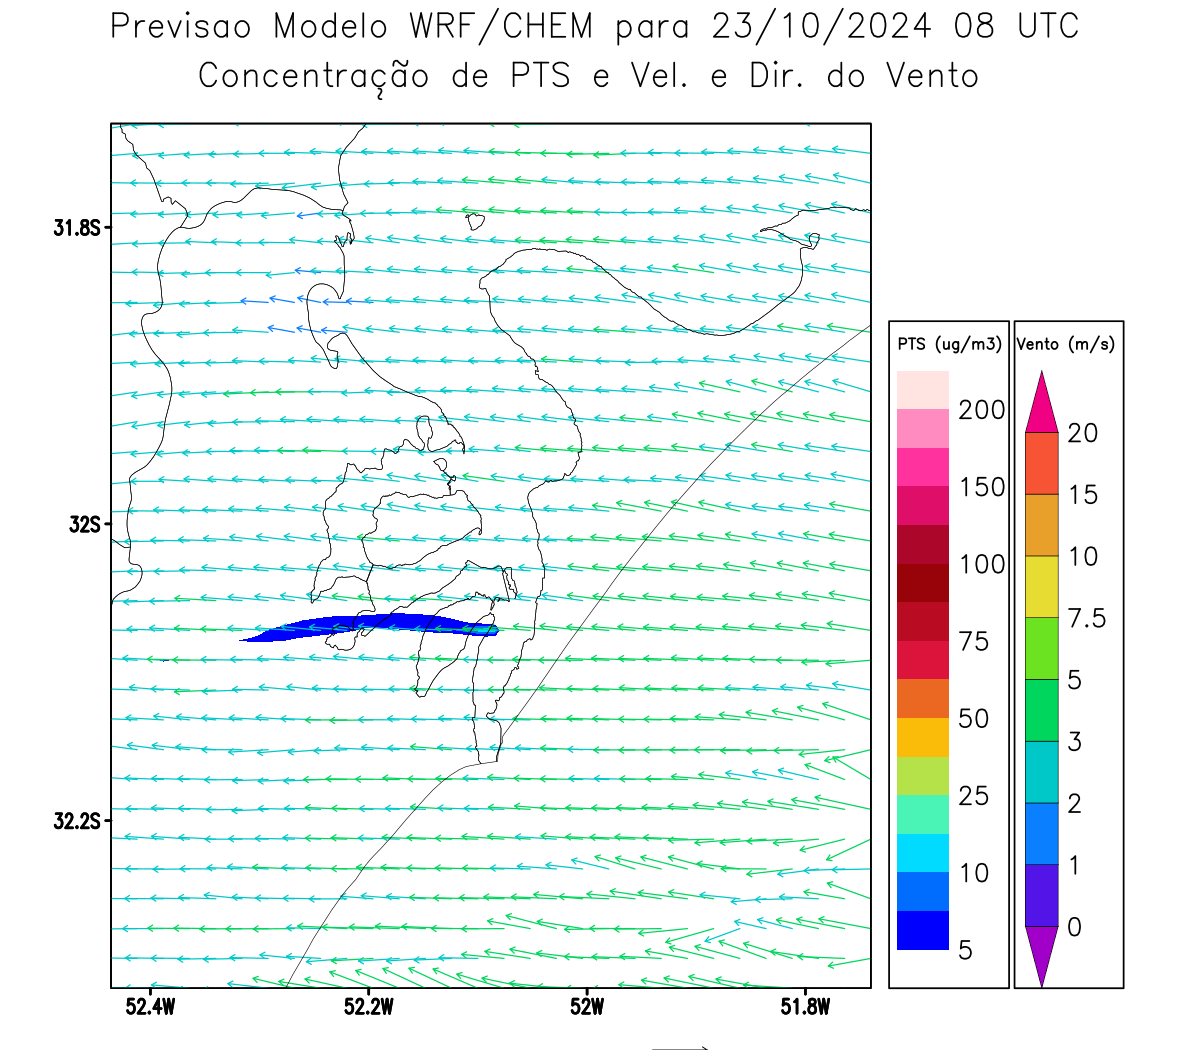 Previsao Modelo WRF/CHEM para 23/10/2024 08 UTC
Concentração de PTS e Vel. e Dir. do Vento
31.8S
32S
32.2S
52.4W
52.2W
52W
51.8W
PTS (ug/m3)
200
150
100
75
50
25
10
5
Vento (m/s)
20
15
10
7.5
5
3
2
1
0